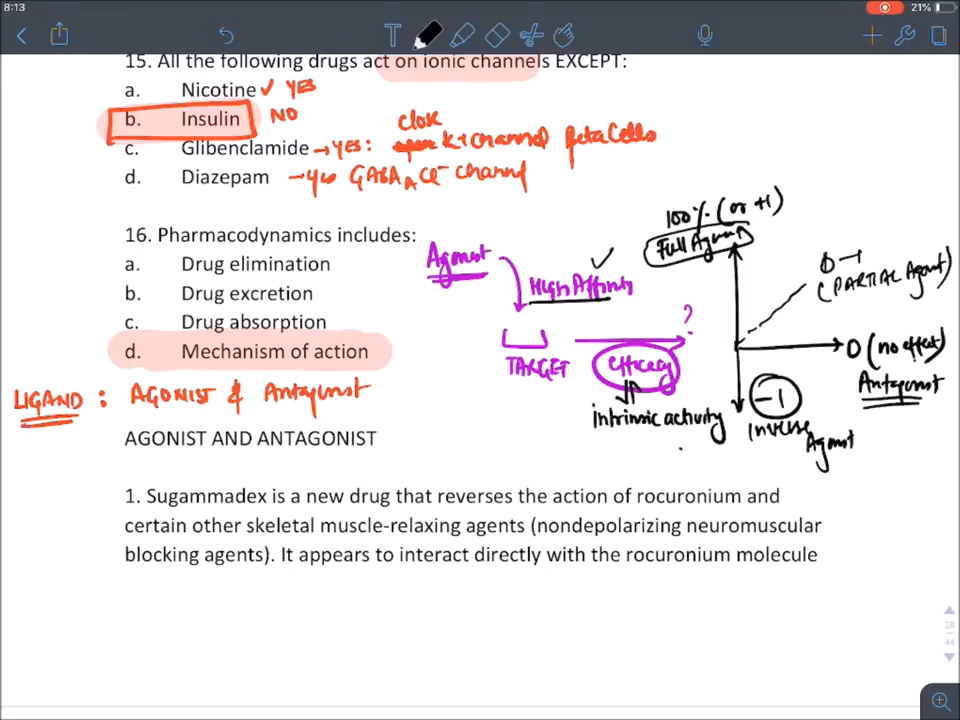 8:13
21%
T
15. All the following drugs act on ionic channels EXCEPT:
a. Nicotine ✓ YES
b. Insulin NO
c. Glibenclamide → YES: close K+ channel Beta Cells
d. Diazepam → yes GABA A Cl- channel
16. Pharmacodynamics includes:
a. Drug elimination
b. Drug excretion
c. Drug absorption
d. Mechanism of action
Agonist
High Affinity ✓
TARGET
Efficacy
?
intrinsic activity
100% (or +1)
Full Agonist
0-1
(PARTIAL Agonist)
0 (no effect)
Antagonist
-1
Inverse
Agonist
LIGAND : AGONIST & Antagonist
AGONIST AND ANTAGONIST
1. Sugammadex is a new drug that reverses the action of rocuronium and
certain other skeletal muscle-relaxing agents (nondepolarizing neuromuscular
blocking agents). It appears to interact directly with the rocuronium molecule
28
44